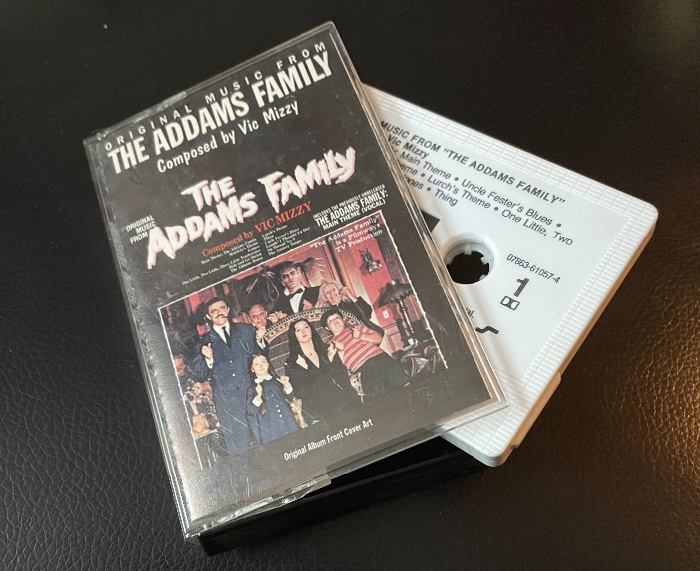 ORIGINAL MUSIC FROM
THE ADDAMS FAMILY
Composed by Vic Mizzy
ORIGINAL
MUSIC
FROM
THE
ADDAMS FAMILY
Composed by VIC MIZZY
INCLUDES THE PREVIOUSLY UNRELEASED
THE ADDAMS FAMILY:
MAIN THEME (VOCAL)
"The Addams Family"
Is a Filmways
TV Production
Original Album Front Cover Art
MUSIC FROM "THE ADDAMS FAMILY"
Vic Mizzy
Main Theme • Uncle Fester's Blues •
Lurch's Theme • One Little, Two
• Thing
07863-61057-4
1